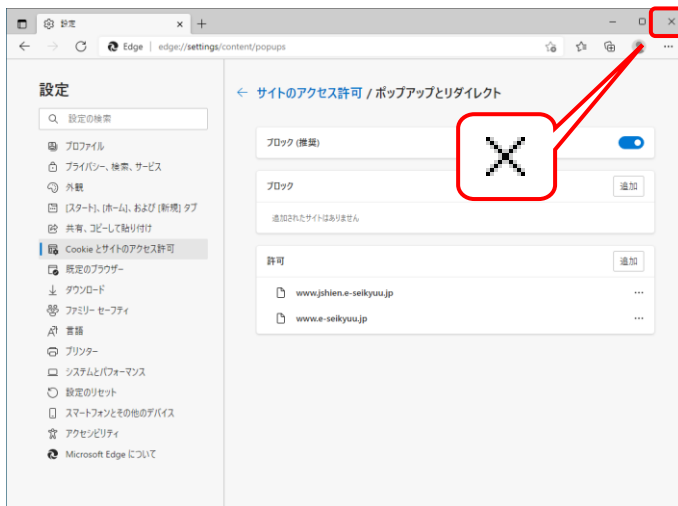 設定
Edge | edge://settings/content/popups
設定
設定の検索
プロファイル
プライバシー、検索、サービス
外観
[スタート]、[ホーム]、および [新規] タブ
共有、コピーして貼り付け
Cookie とサイトのアクセス許可
既定のブラウザー
ダウンロード
ファミリー セーフティ
言語
プリンター
システムとパフォーマンス
設定のリセット
スマートフォンとその他のデバイス
アクセシビリティ
Microsoft Edge について
サイトのアクセス許可 / ポップアップとリダイレクト
ブロック (推奨)
ブロック
追加
追加されたサイトはありません
許可
追加
www.jshien.e-seikyuu.jp
www.e-seikyuu.jp